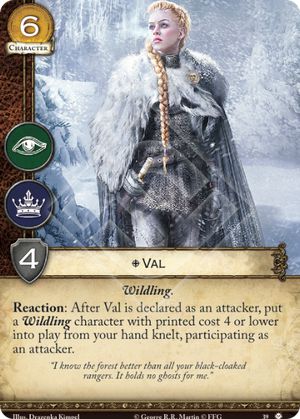 6
CHARACTER
4
VAL
Wildling.
Reaction: After Val is declared as an attacker, put
a Wildling character with printed cost 4 or lower
into play from your hand knelt, participating as
an attacker.
"I know the forest better than all your black-cloaked
rangers. It holds no ghosts for me."
Illus. Drazenka Kimpel © George R.R. Martin © FFG